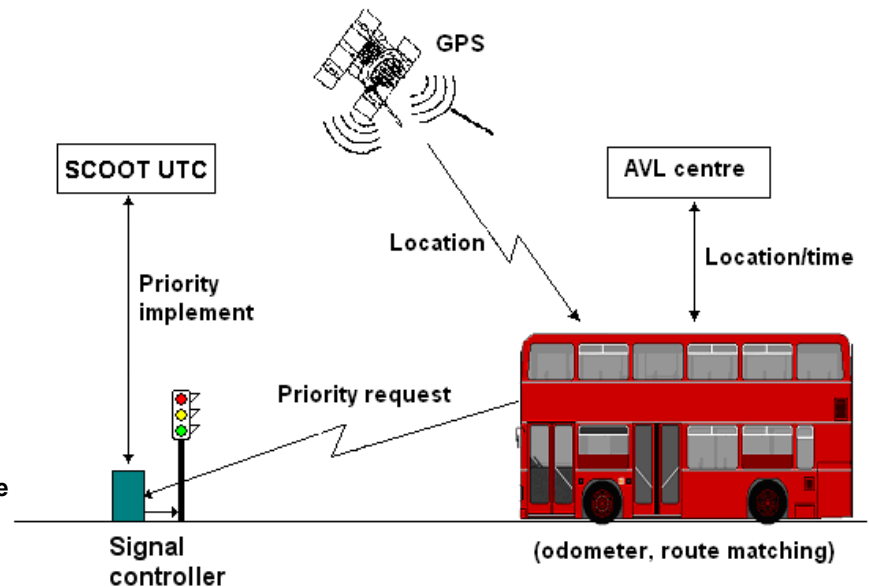 GPS
SCOOT UTC
AVL centre
Location
Location/time
Priority
implement
Priority request
e
Signal
controller
(odometer, route matching)